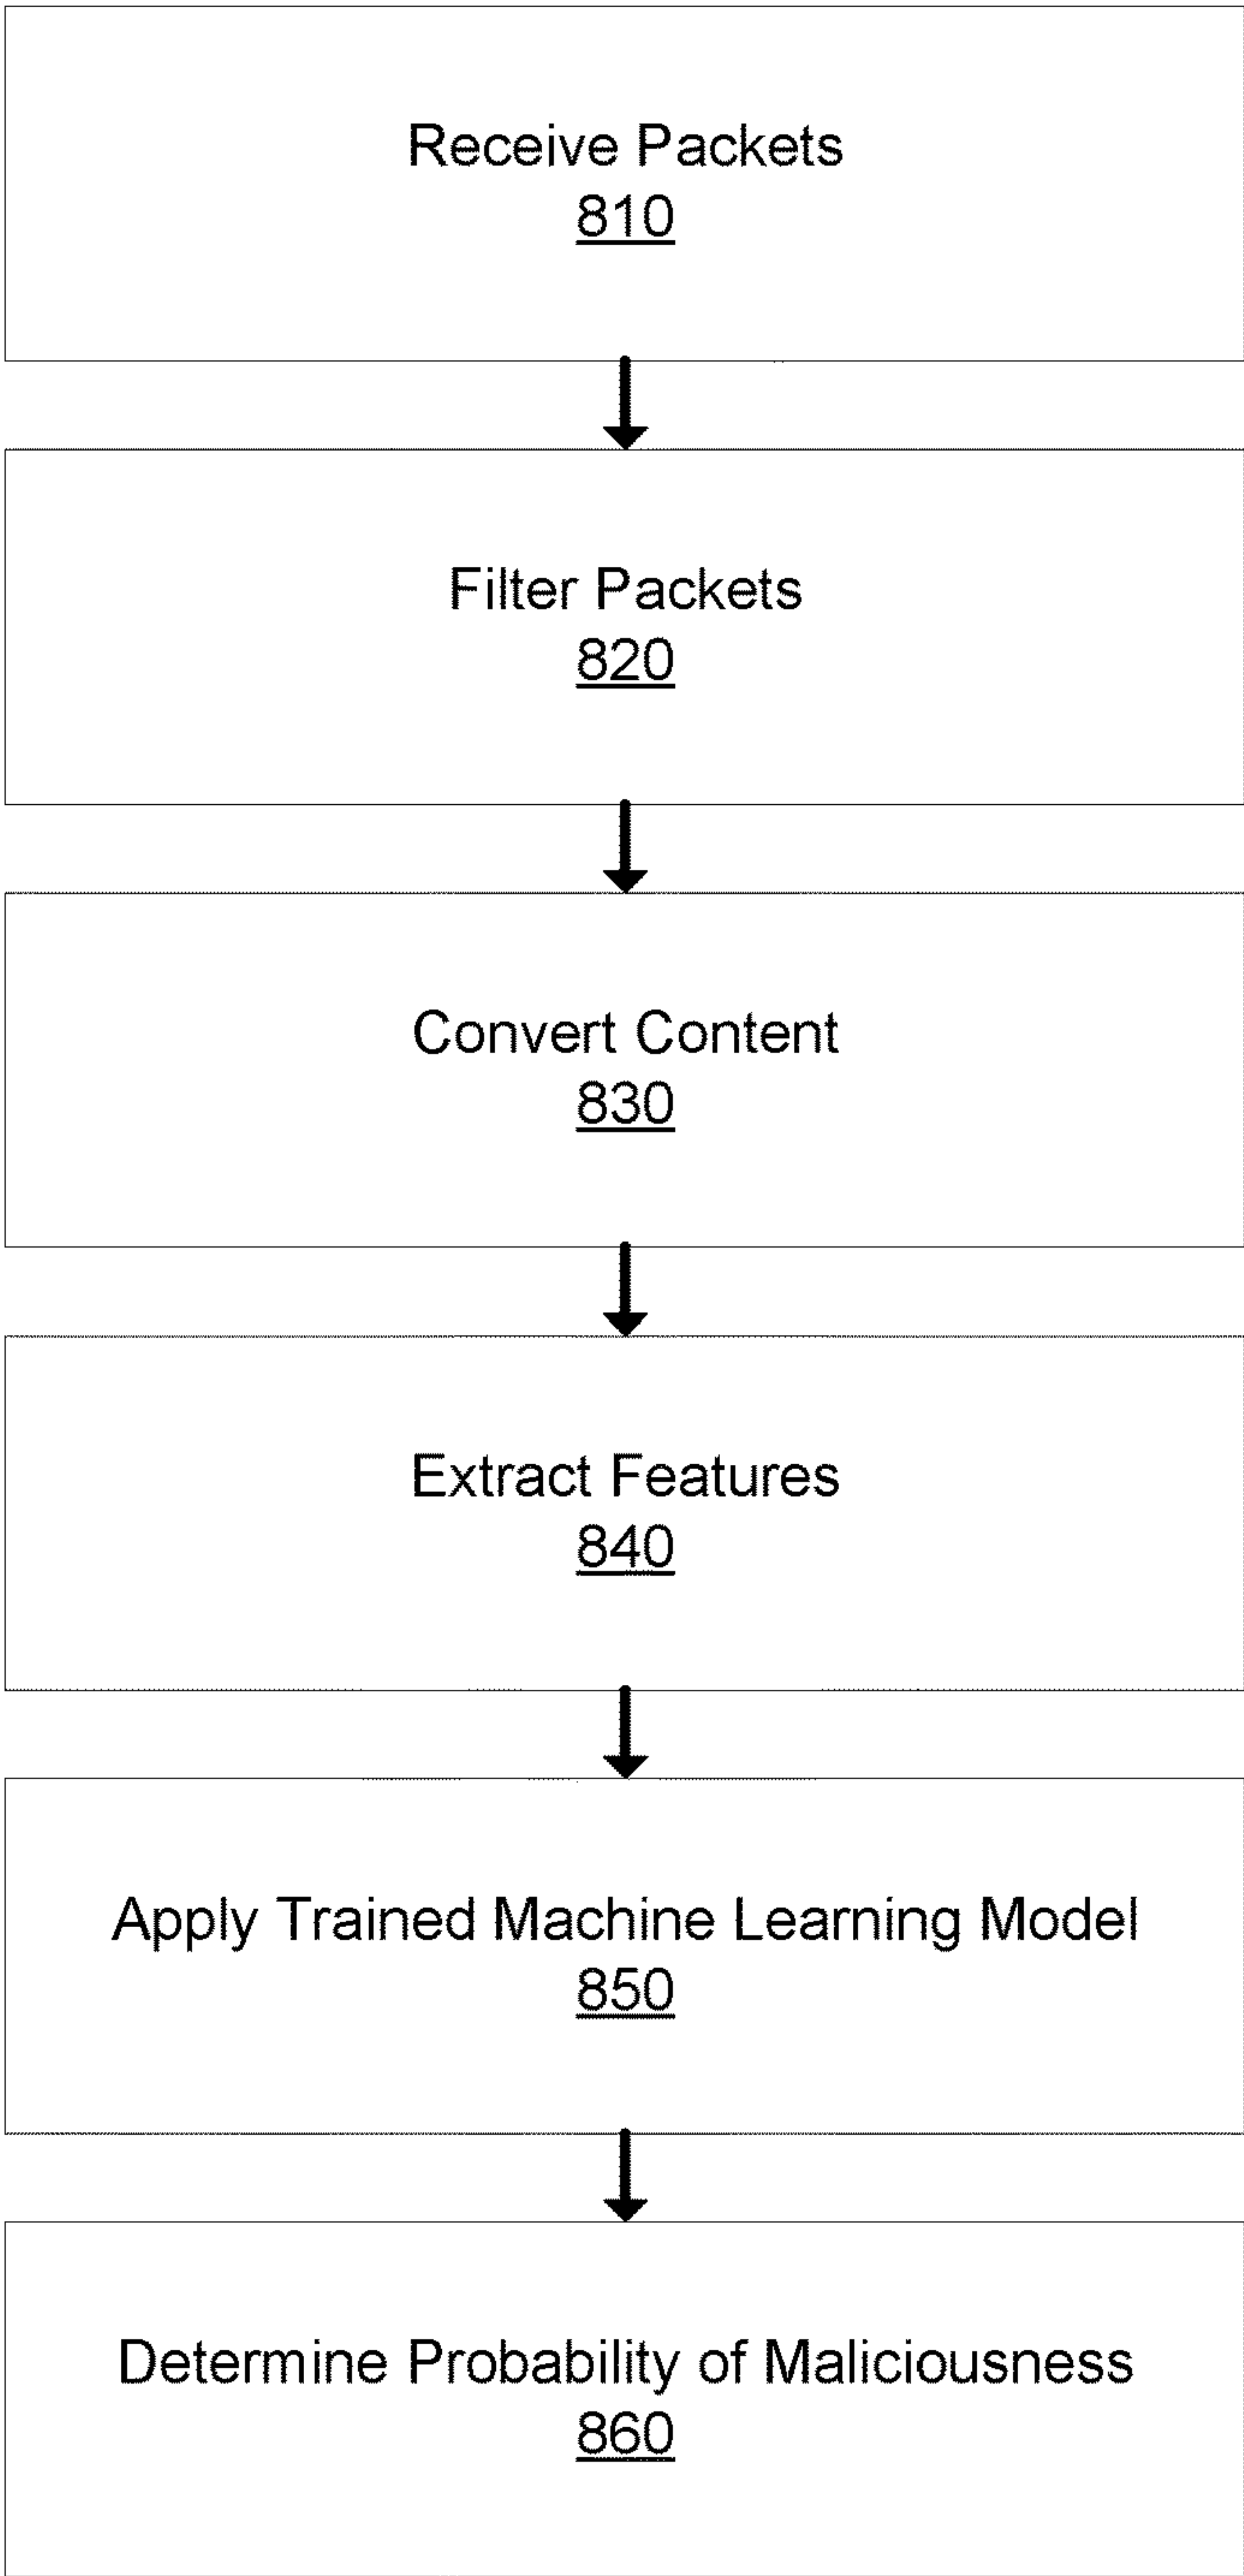 Receive Packets
810
Filter Packets
820
Convert Content
830
Extract Features
840
Apply Trained Machine Learning Model
850
Determine Probability of Maliciousness
860